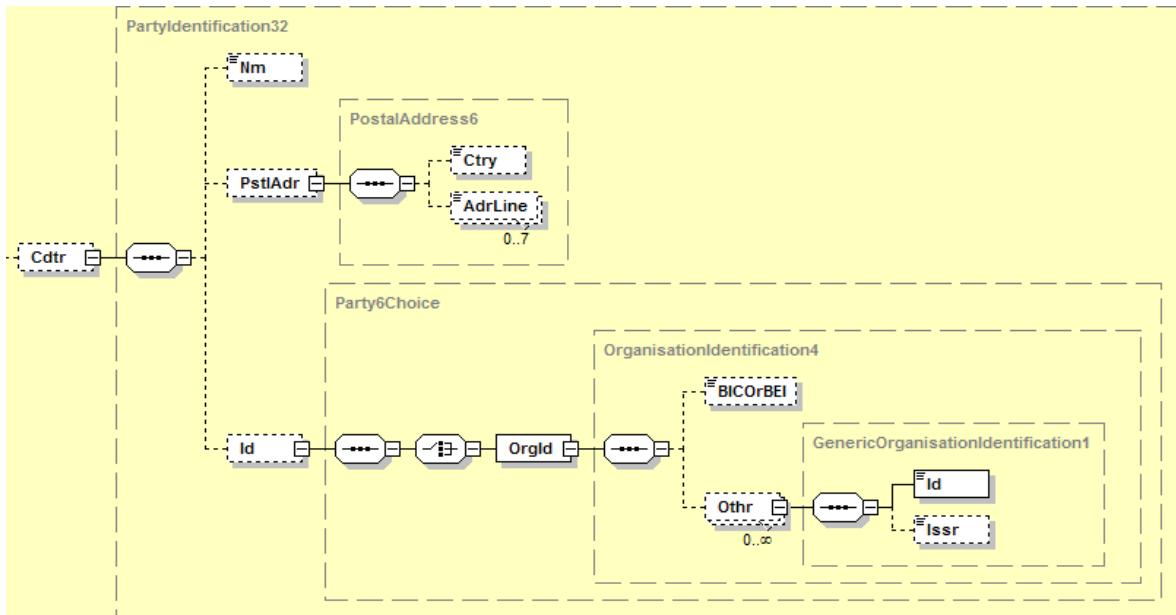 PartyIdentification32
Nm
PostalAddress6
Ctry
PstlAdr
AdrLine
0..7
Cdtr
Party6Choice
OrganisationIdentification4
BICOrBEI
GenericOrganisationIdentification1
Id
OrgId
Id
Othr
0..∞
Issr